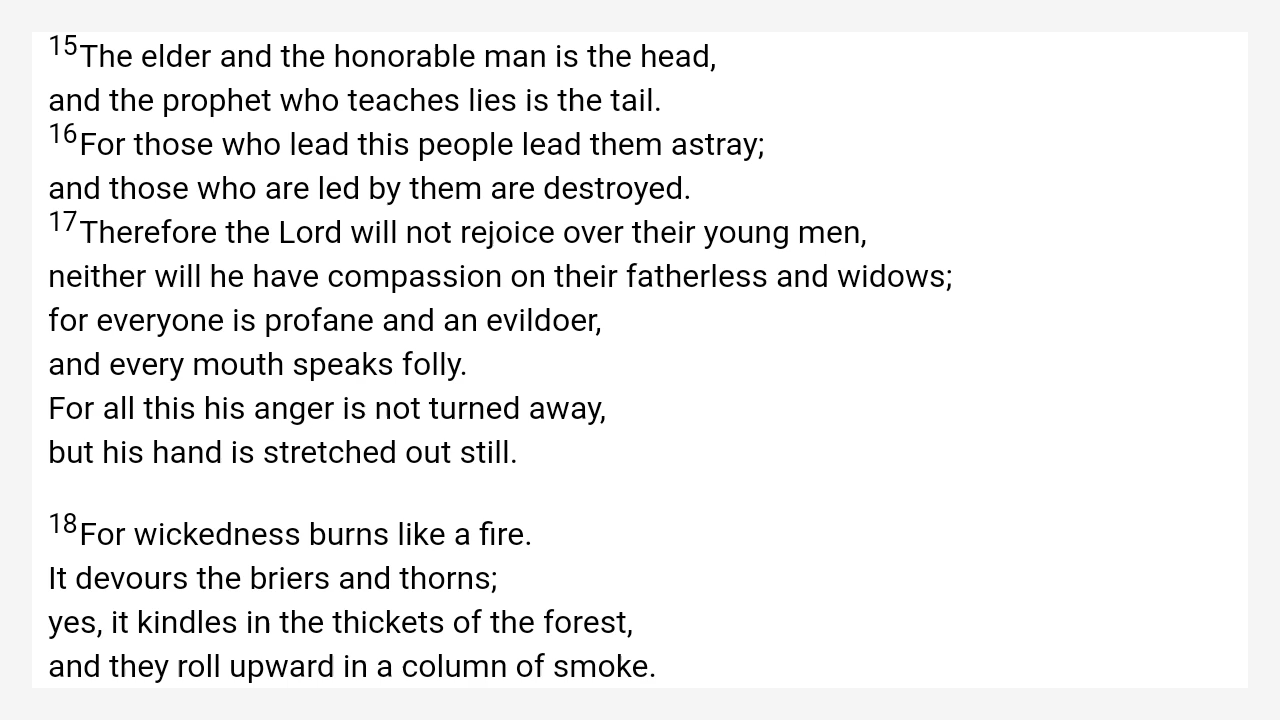 15The elder and the honorable man is the head,
and the prophet who teaches lies is the tail.
16For those who lead this people lead them astray;
and those who are led by them are destroyed.
17Therefore the Lord will not rejoice over their young men,
neither will he have compassion on their fatherless and widows;
for everyone is profane and an evildoer,
and every mouth speaks folly.
For all this his anger is not turned away,
but his hand is stretched out still.
18For wickedness burns like a fire.
It devours the briers and thorns;
yes, it kindles in the thickets of the forest,
and they roll upward in a column of smoke.